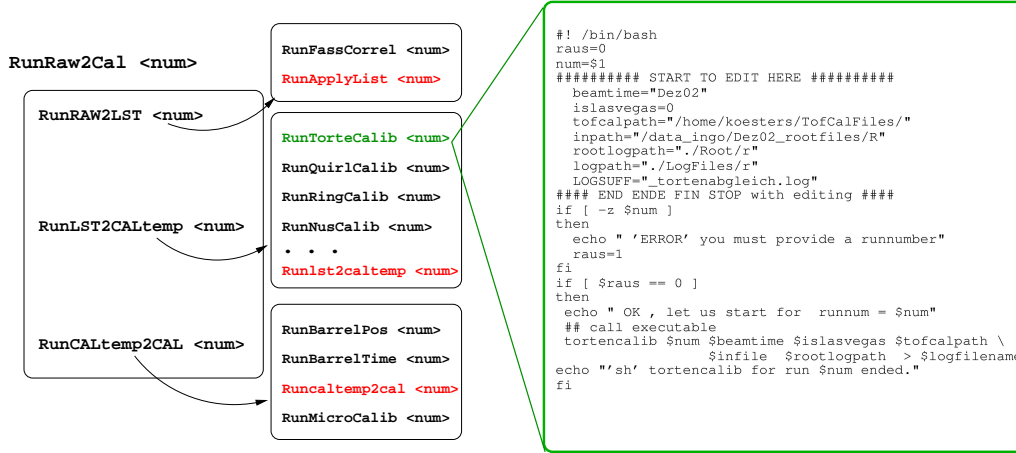 RunRaw2Cal <num>
RunRAW2LST <num>
RunLST2CALtemp <num>
RunCALtemp2CAL <num>
RunFassCorrel <num>
RunApplyList <num>
RunTorteCalib <num>
RunQuirlCalib <num>
RunRingCalib <num>
RunNusCalib <num>
. . .
Runlst2caltemp <num>
RunBarrelPos <num>
RunBarrelTime <num>
Runcaltemp2cal <num>
RunMicroCalib <num>
#! /bin/bash
raus=0
num=$1
########## START TO EDIT HERE ##########
beamtime="Dez02"
islasvegas=0
tofcalpath="/home/koesters/TofCalFiles/"
inpath="/data_ingo/Dez02_rootfiles/R"
rootlogpath="./Root/r"
logpath="./LogFiles/r"
LOGSUFF="_tortenabgleich.log"
#### END ENDE FIN STOP with editing ####
if [ -z $num ]
then
echo " 'ERROR' you must provide a runnumber"
raus=1
fi
if [ $raus == 0 ]
then
echo " OK , let us start for runnum = $num"
## call executable
tortencalib $num $beamtime $islasvegas $tofcalpath \
$infile $rootlogpath > $logfilename
echo "'sh' tortencalib for run $num ended."
fi